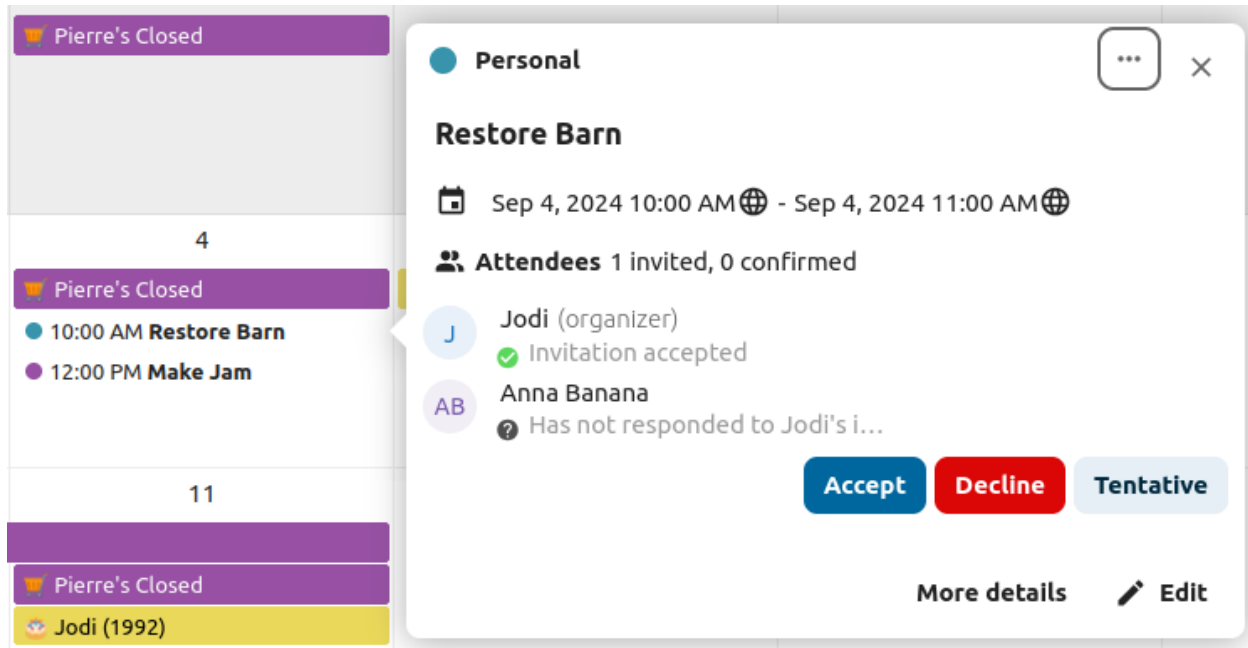 Pierre's Closed
4
Pierre's Closed
10:00 AM Restore Barn
12:00 PM Make Jam
11
Pierre's Closed
Jodi (1992)
Personal
Restore Barn
Sep 4, 2024 10:00 AM - Sep 4, 2024 11:00 AM
Attendees 1 invited, 0 confirmed
J
Jodi (organizer)
Invitation accepted
AB
Anna Banana
Has not responded to Jodi's i...
Accept Decline Tentative
More details Edit